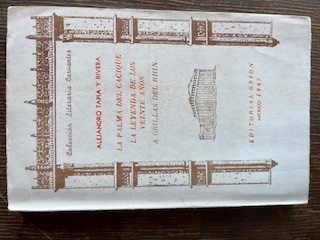 Colección Literaria Cervantes
ALEJANDRO TAPIA Y RIVERA
LA PALMA DEL CACIQUE
LA LEYENDA DE LOS
VEINTE AÑOS
A ORILLAS DEL RHIN
EDITORIAL ORION
MEXICO 1947